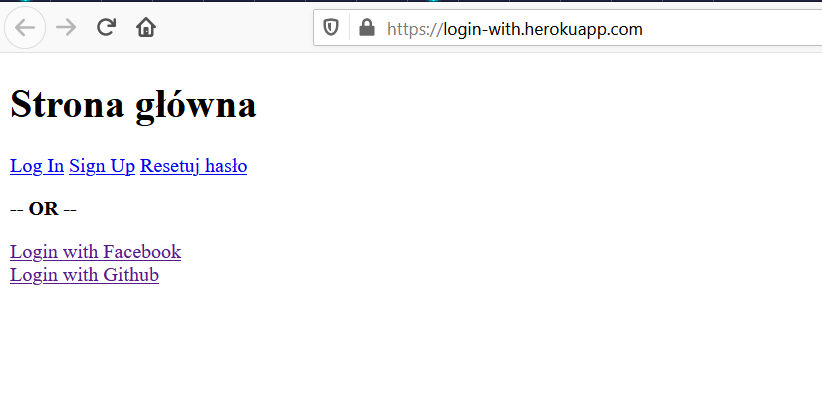 https://login-with.herokuapp.com
Strona główna
Log In Sign Up Resetuj hasło
-- OR --
Login with Facebook
Login with Github